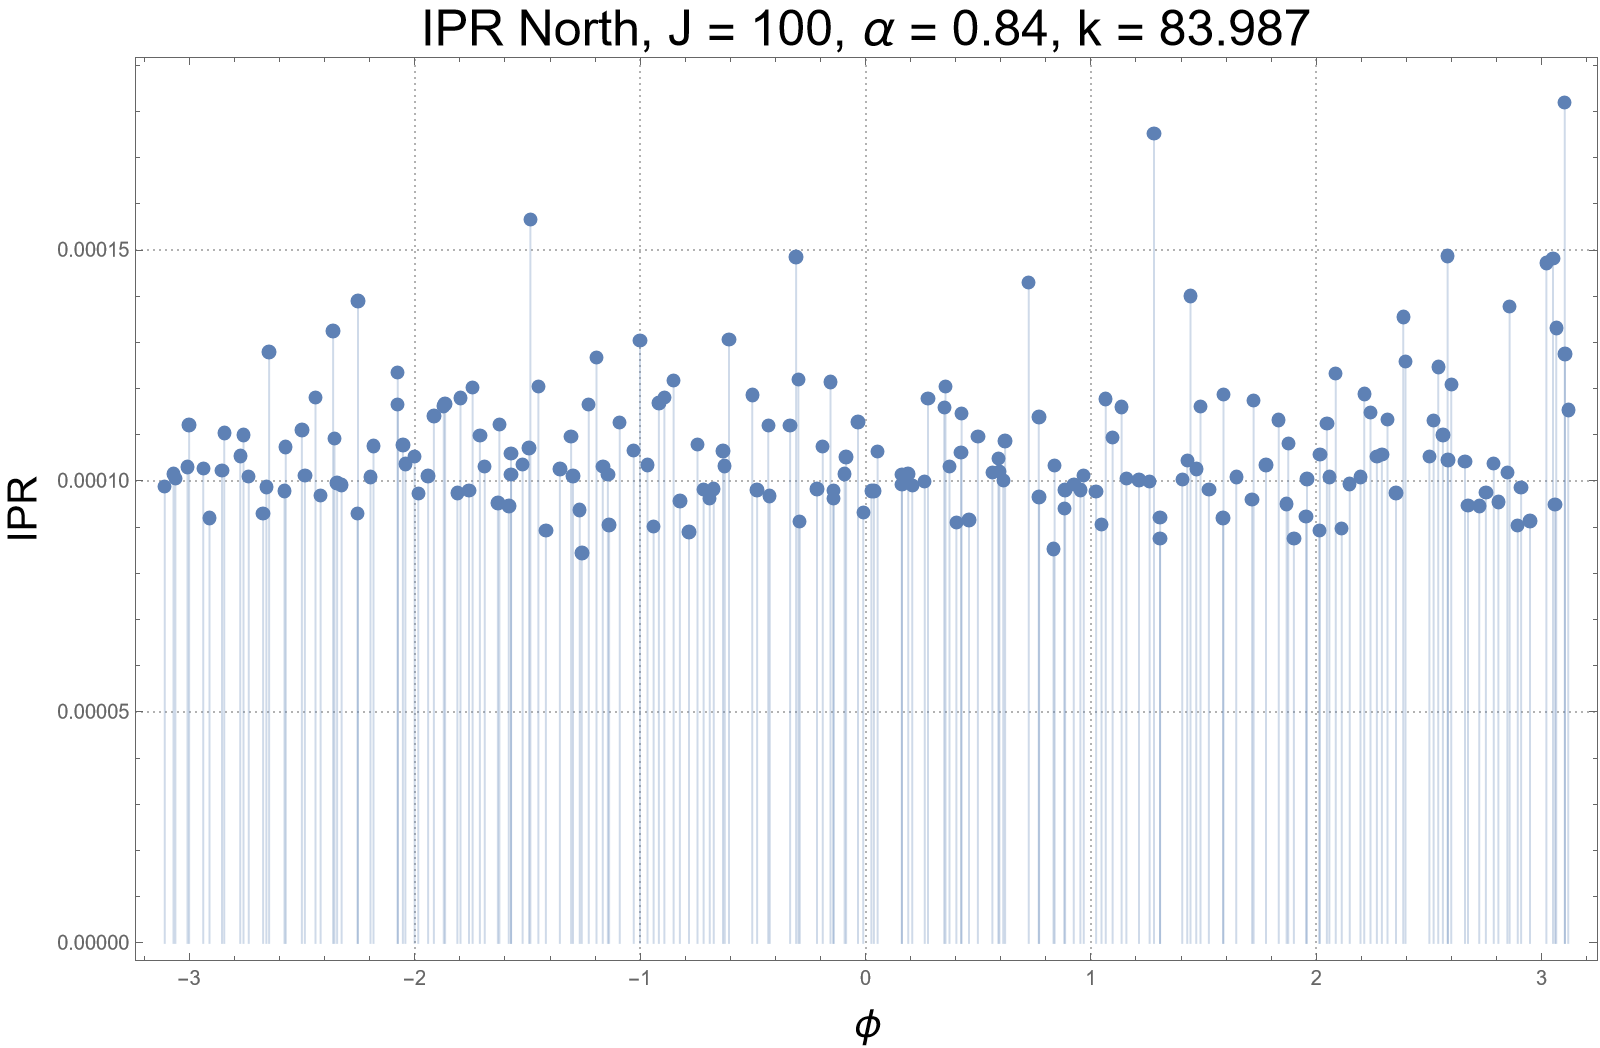 IPR North, J = 100, α = 0.84, k = 83.987
IPR
0.00015
0.00010
0.00005
0.00000
−3 −2 −1 0 1 2 3
ϕ